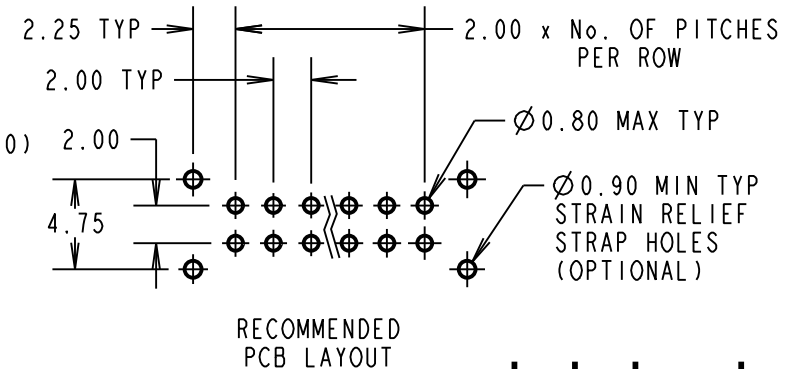 2.25 TYP
2.00 x No. OF PITCHES
PER ROW
2.00 TYP
0) 2.00
Ø0.80 MAX TYP
4.75
Ø0.90 MIN TYP
STRAIN RELIEF
STRAP HOLES
(OPTIONAL)
RECOMMENDED
PCB LAYOUT